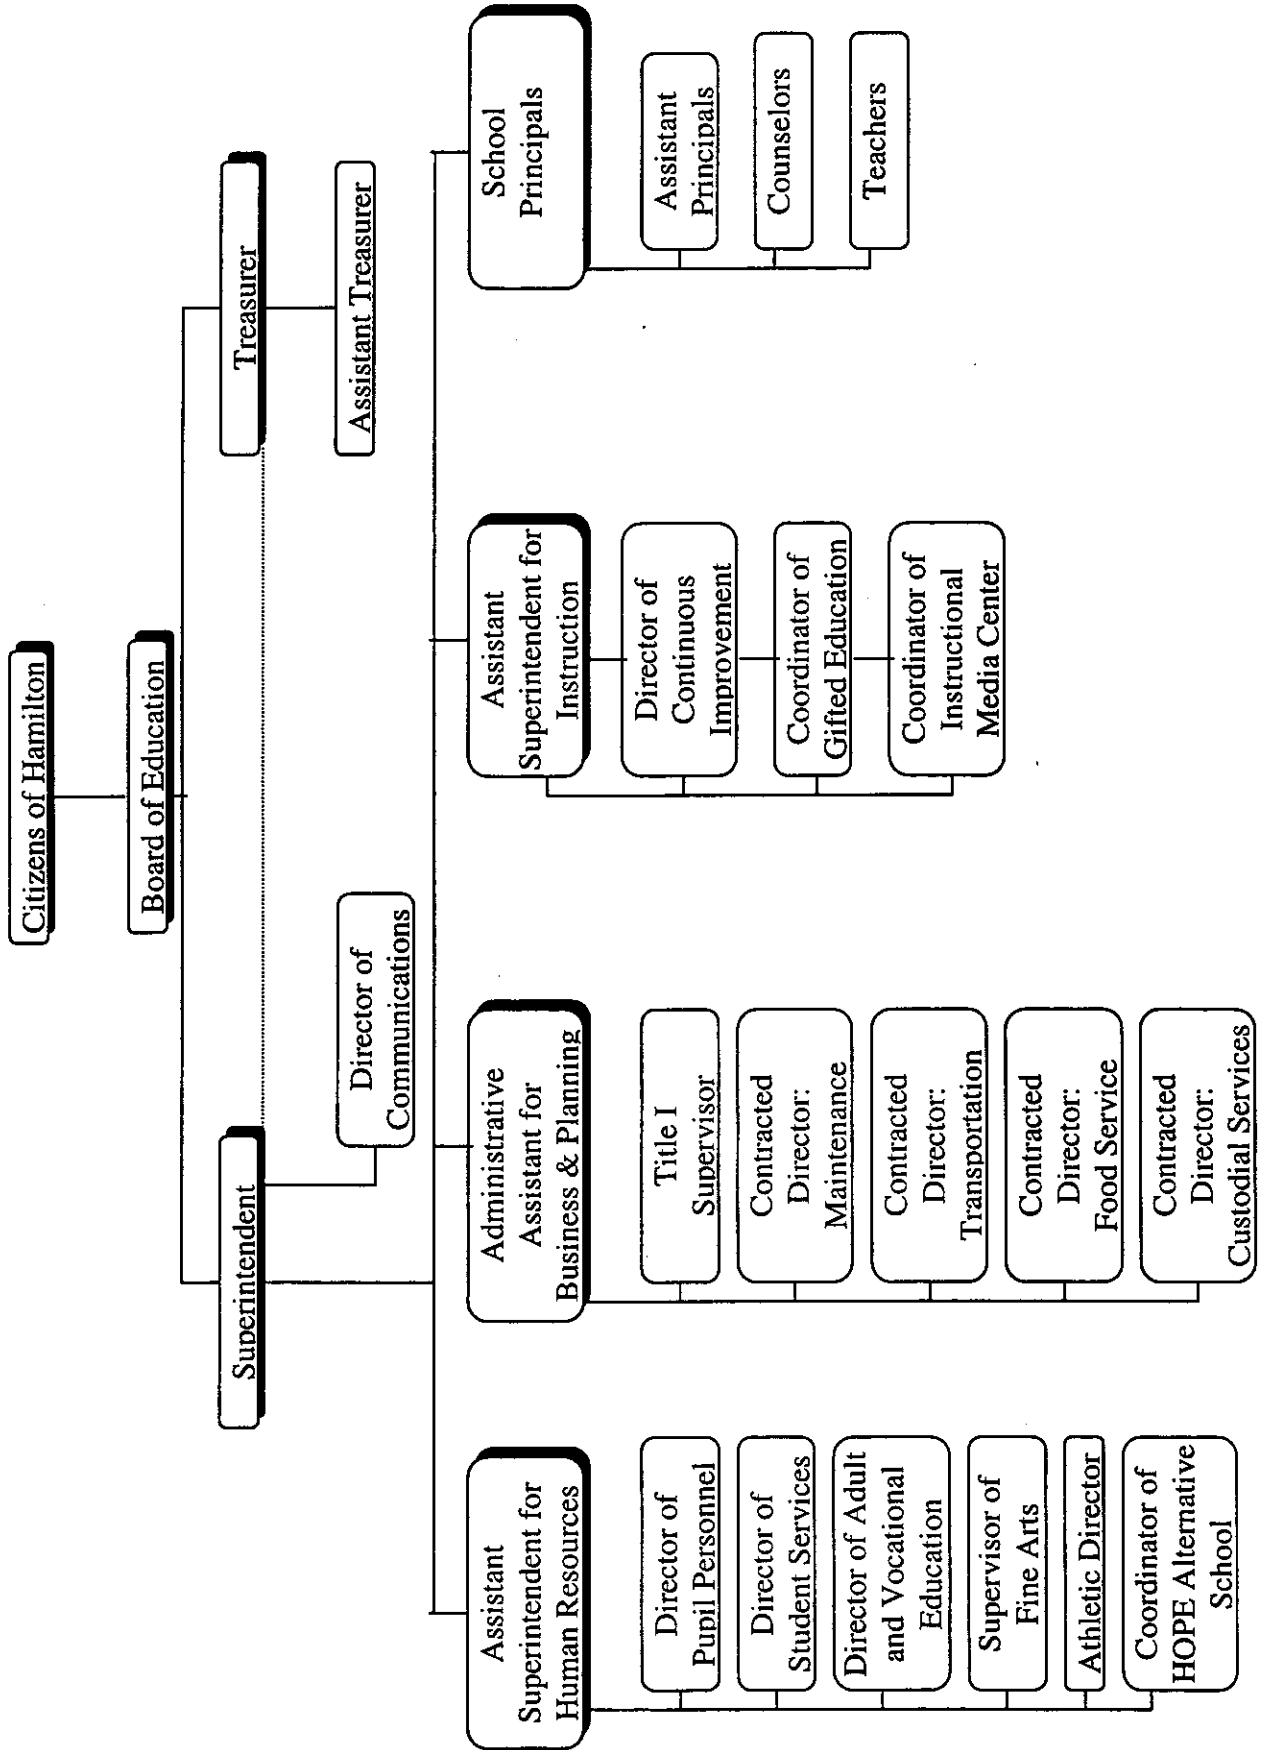 Citizens of Hamilton
Board of Education
Superintendent
Treasurer
Director of
Communications
Assistant Treasurer
Assistant
Superintendent for
Human Resources
Director of
Pupil Personnel
Director of
Student Services
Director of Adult
and Vocational
Education
Supervisor of
Fine Arts
Athletic Director
Coordinator of
HOPE Alternative
School
Administrative
Assistant for
Business & Planning
Title I
Supervisor
Contracted
Director:
Maintenance
Contracted
Director:
Transportation
Contracted
Director:
Food Service
Contracted
Director:
Custodial Services
Assistant
Superintendent for
Instruction
Director of
Continuous
Improvement
Coordinator of
Gifted Education
Coordinator of
Instructional
Media Center
School
Principals
Assistant
Principals
Counselors
Teachers